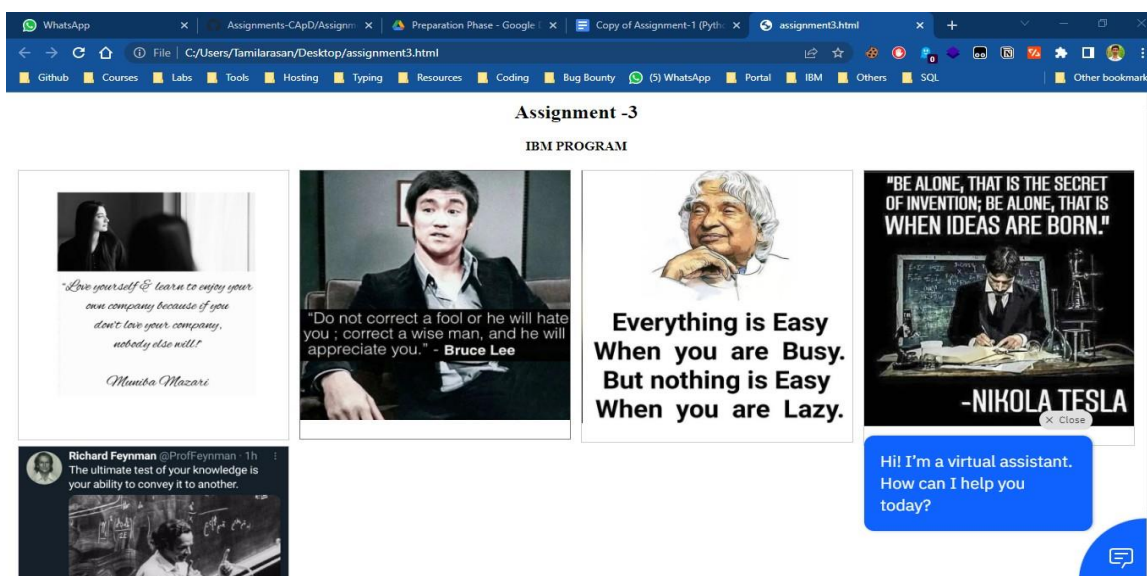 WhatsApp
Assignments-CApD/Assignm
Preparation Phase - Google
Copy of Assignment-1 (Pyth
assignment3.html
File C:/Users/Tamilarasan/Desktop/assignment3.html
0
Github Courses Labs Tools Hosting Typing Resources Coding Bug Bounty (5) WhatsApp Portal IBM Others SQL Other bookmark
Assignment -3
IBM PROGRAM
"Love yourself & learn to enjoy your
own company because if you
don't love your company,
nobody else will!"
Muniba Mazari
"Do not correct a fool or he will hate
you ; correct a wise man, and he will
appreciate you." - Bruce Lee
Everything is Easy
When you are Busy.
But nothing is Easy
When you are Lazy.
"BE ALONE, THAT IS THE SECRET
OF INVENTION; BE ALONE, THAT IS
WHEN IDEAS ARE BORN."
-NIKOLA TESLA
Richard Feynman @ProfFeynman · 1h
The ultimate test of your knowledge is
your ability to convey it to another.
× Close
Hi! I'm a virtual assistant.
How can I help you
today?